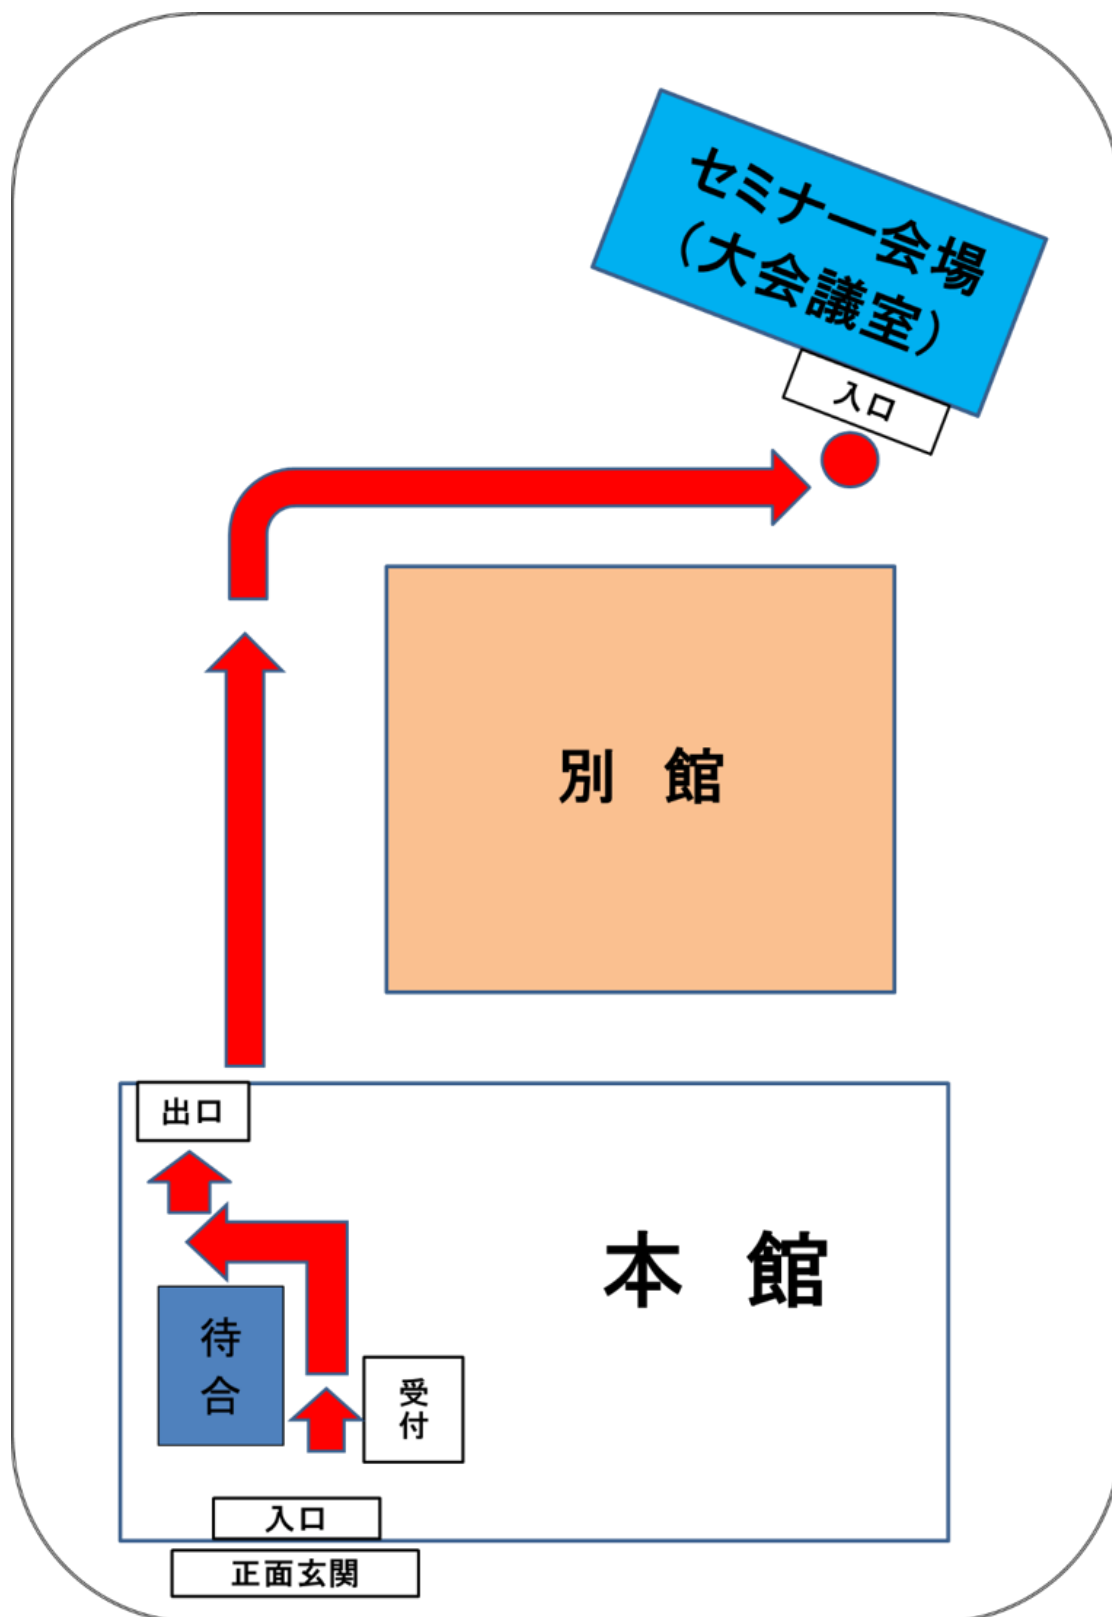 セミナー会場
（大会議室）
入口
別 館
出口
本 館
待
合
受
付
入口
正面玄関